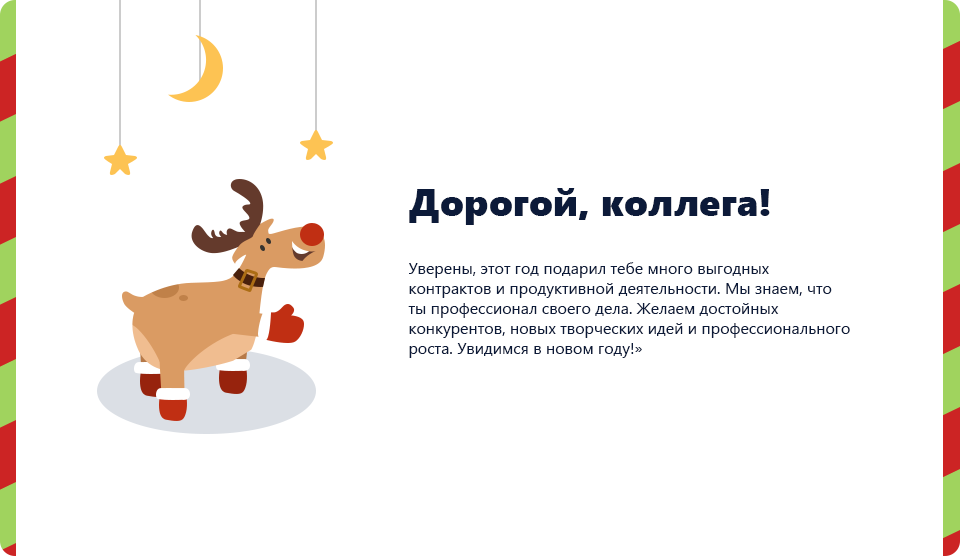 Дорогой, коллега!
Уверены, этот год подарил тебе много выгодных
контрактов и продуктивной деятельности. Мы знаем, что
ты профессионал своего дела. Желаем достойных
конкурентов, новых творческих идей и профессионального
роста. Увидимся в новом году!»